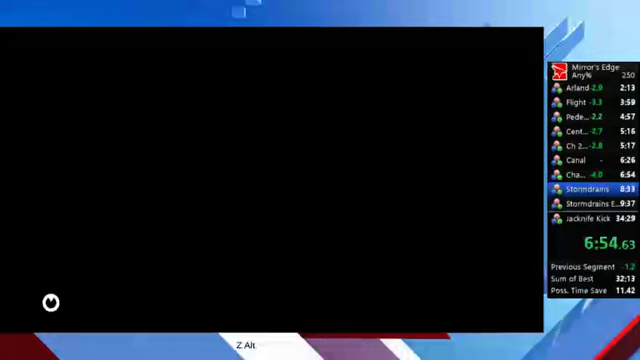 Mirror's Edge
Any% 250
Arland -2.9 2:13
Flight -3.3 3:59
Pede... -2.2 4:57
Cent... -2.7 5:16
Ch 2... -2.8 5:17
Canal - 6:26
Cha... -4.0 6:54
Stormdrains 8:33
Stormdrains E... 9:37
Jacknife Kick 34:29
6:54.63
Previous Segment -1.2
Sum of Best 32:13
Poss. Time Save 11.42
Z Alt